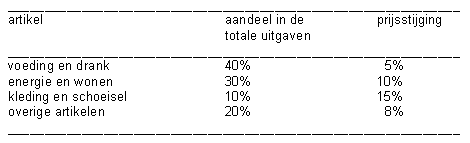 artikel aandeel in de prijsstijging
totale uitgaven
voeding en drank 40% 5%
energie en wonen 30% 10%
kleding en schoeisel 10% 15%
overige artikelen 20% 8%